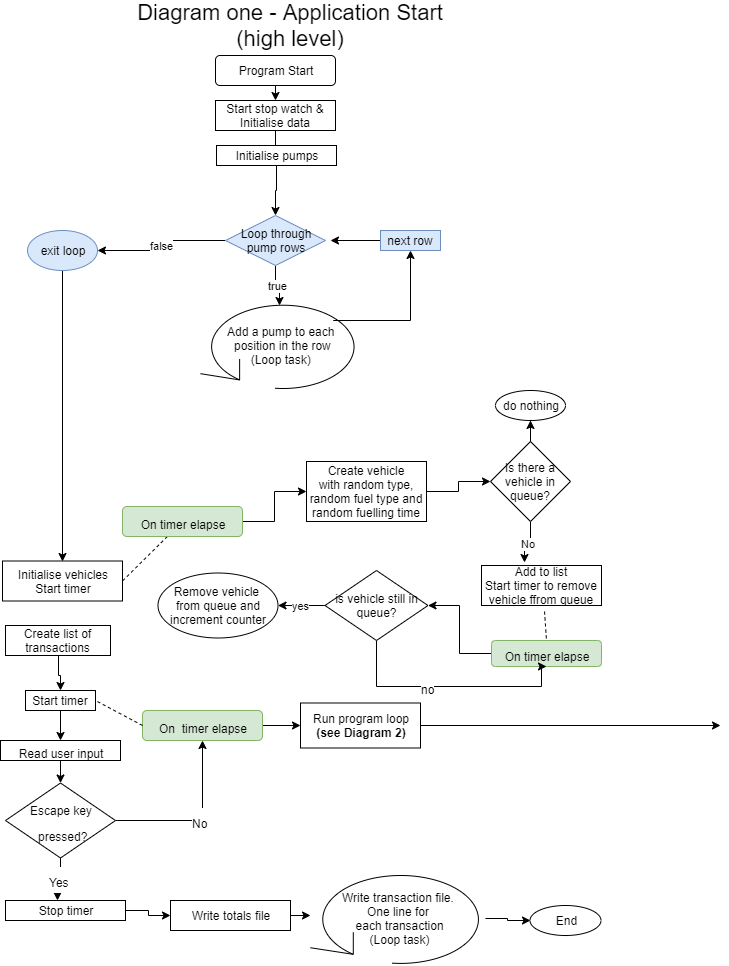 Diagram one - Application Start
(high level)
Program Start
Start stop watch &
Initialise data
Initialise pumps
Loop through
pump rows
next row
false
exit loop
true
Add a pump to each
position in the row
(Loop task)
do nothing
Create vehicle
with random type,
random fuel type and
random fuelling time
Is there a
vehicle in
queue?
On timer elapse
No
Initialise vehicles
Start timer
Add to list
Start timer to remove
vehicle ffrom queue
Remove vehicle
from queue and
increment counter
yes
is vehicle still in
queue?
On timer elapse
no
Create list of
transactions
Start timer
On  timer elapse
Run program loop
(see Diagram 2)
Read user input
Escape key
pressed?
No
Yes
Stop timer
Write totals file
Write transaction file.
One line for
each transaction
(Loop task)
End